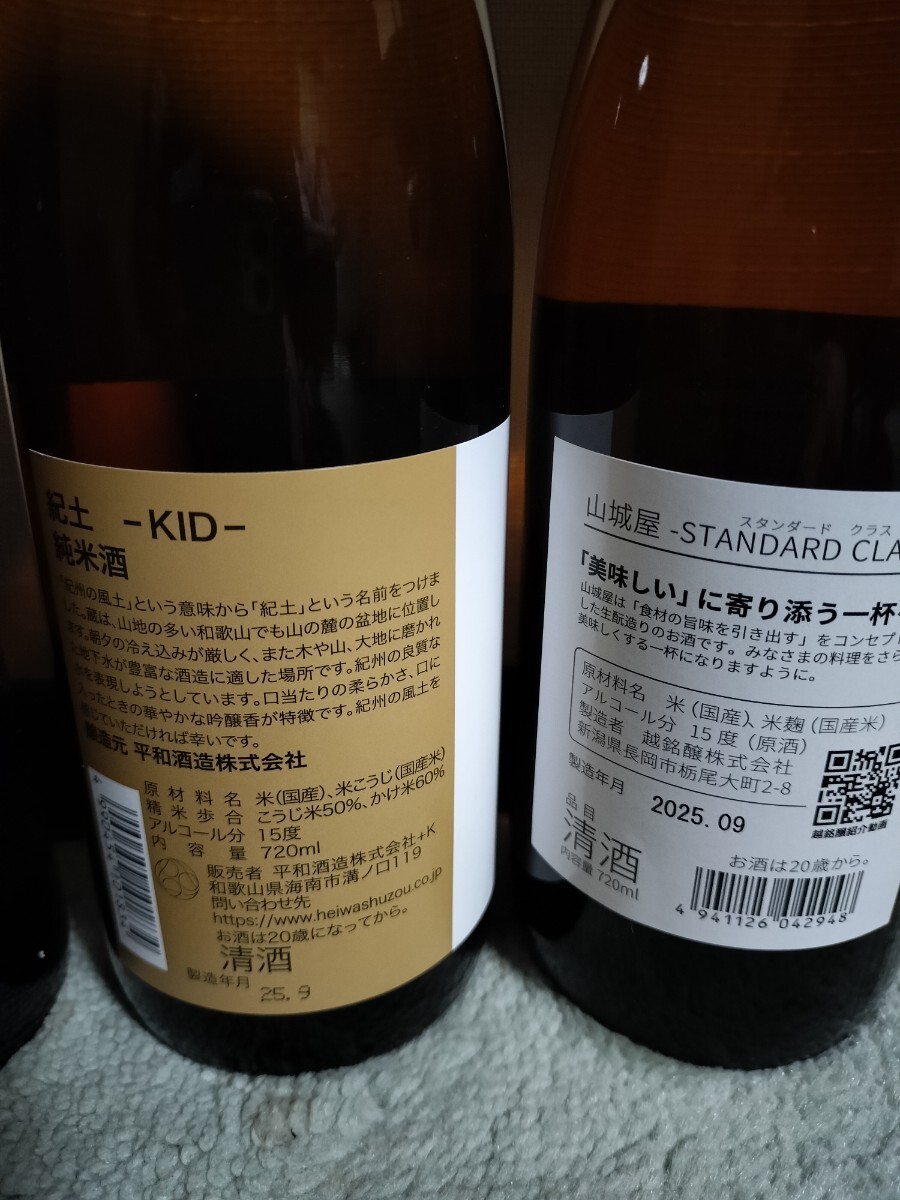 紀土 -KID-
純米酒
「紀州の風土」という意味から「紀土」という名前をつけま
蔵は、山地の多い和歌山でも山の麓の盆地に位置し
ます。朝夕の冷え込みが厳しく、また木や山、大地に磨かれ
地下水が豊富な酒造に適した場所です。紀州の良質な
を表現しようとしています。口当たりの柔らかさ、口に
ったときの華やかな吟醸香が特徴です。紀州の風土を
じていただければ幸いです。
醸造元 平和酒造株式会社
原材料名 米(国産)、米こうじ(国産米)
精米歩合 こうじ米50%、かけ米60%
アルコール分 15度
内容量 720ml
販売者 平和酒造株式会社+K
和歌山県海南市溝ノ口119
問い合わせ先
https://www.heiwashuzou.co.jp
お酒は20歳になってから。
清酒
製造年月 25.9
スタンダード クラス
山城屋 -STANDARD CLA
「美味しい」に寄り添う一杯
山城屋は「食材の旨味を引き出す」をコンセプ
した生酛造りのお酒です。みなさまの料理をさら
美味しくする一杯になりますように。
原材料名 米(国産)、米麹(国産米)
アルコール分 15度(原酒)
製造者 越銘醸株式会社
新潟県長岡市栃尾大町2-8
製造年月 2025.09
越銘醸紹介動画
品目
清酒
内容量 720ml
お酒は20歳から。
4 941126 042948